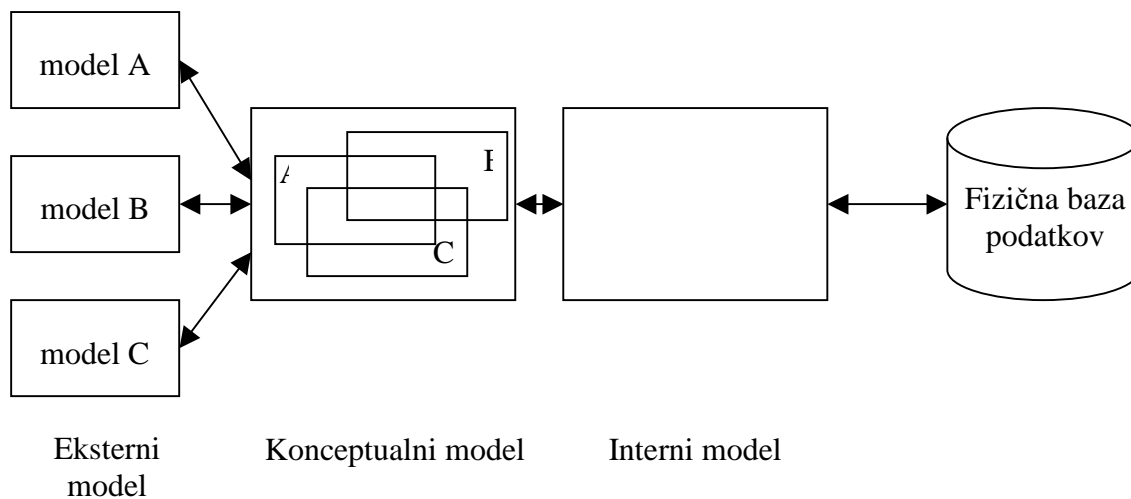 model A
model B
model C
A
B
C
Fizična baza
podatkov
Eksterni
model
Konceptualni model
Interni model